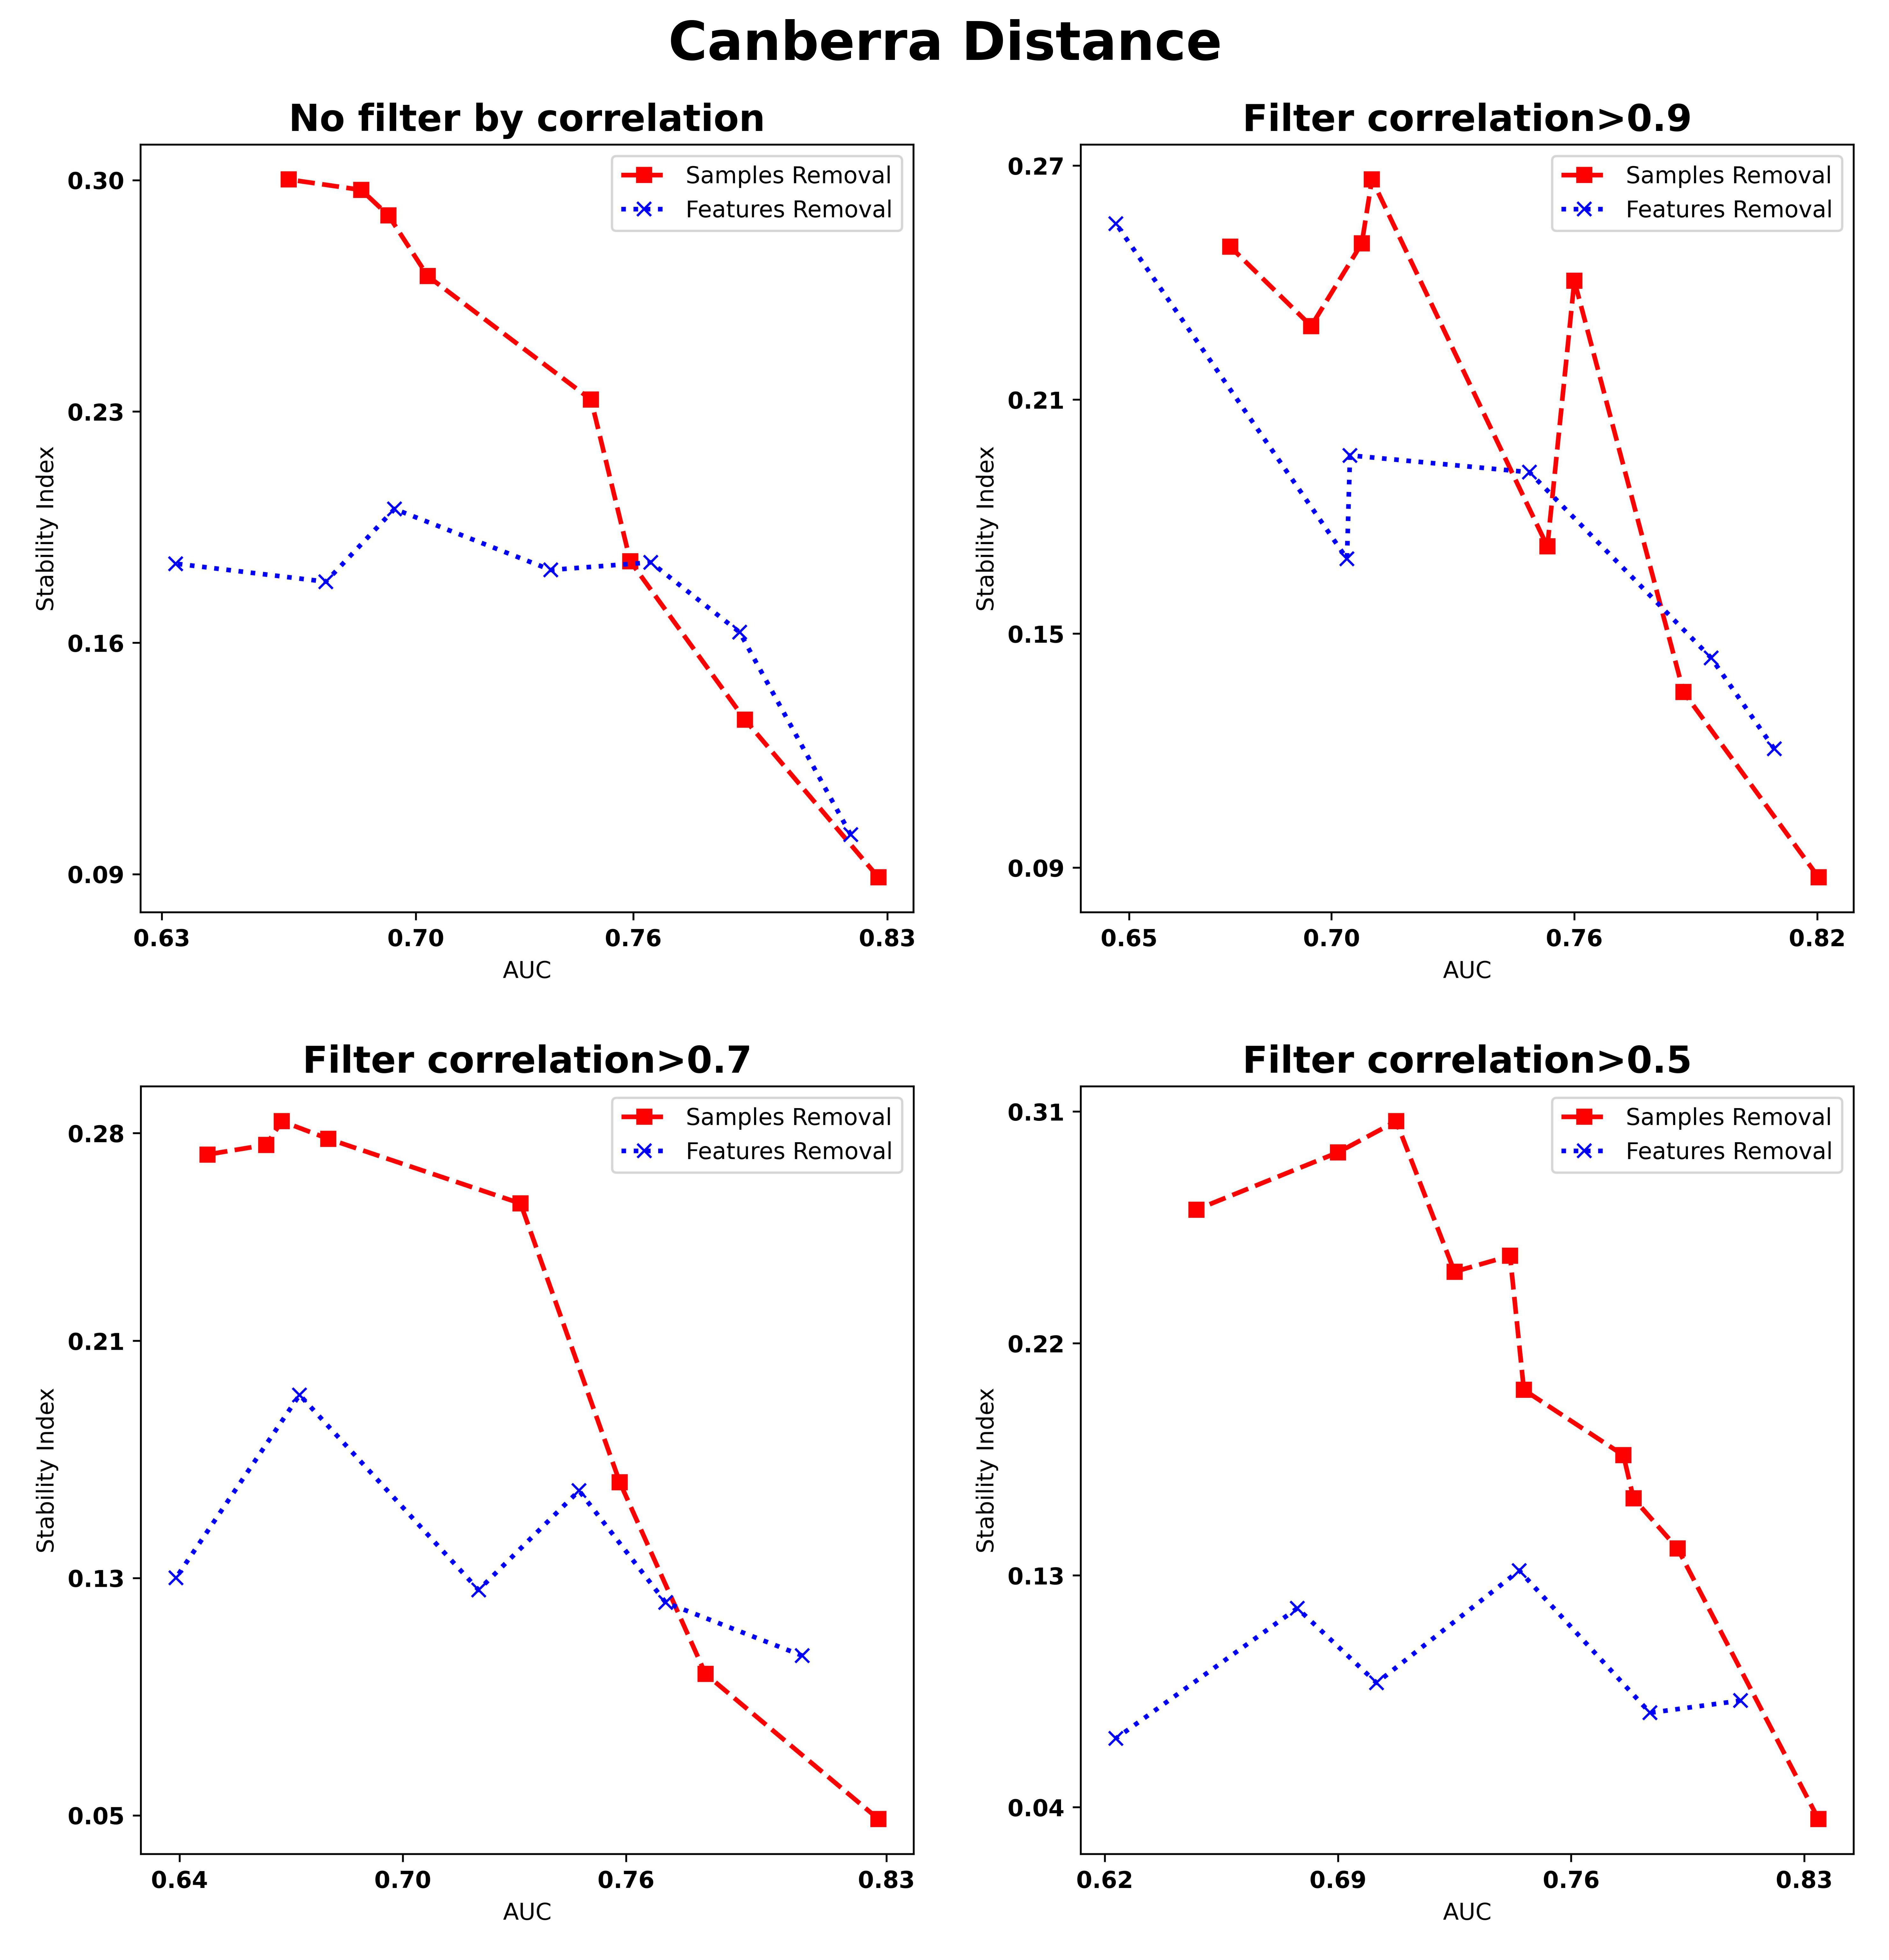 Canberra Distance
No filter by correlation
Samples Removal
Features Removal
0.30
0.23
0.16
0.09
Stability Index
0.63 0.70 0.76 0.83
AUC
Filter correlation>0.9
Samples Removal
Features Removal
0.27
0.21
0.15
0.09
Stability Index
0.65 0.70 0.76 0.82
AUC
Filter correlation>0.7
Samples Removal
Features Removal
0.28
0.21
0.13
0.05
Stability Index
0.64 0.70 0.76 0.83
AUC
Filter correlation>0.5
Samples Removal
Features Removal
0.31
0.22
0.13
0.04
Stability Index
0.62 0.69 0.76 0.83
AUC